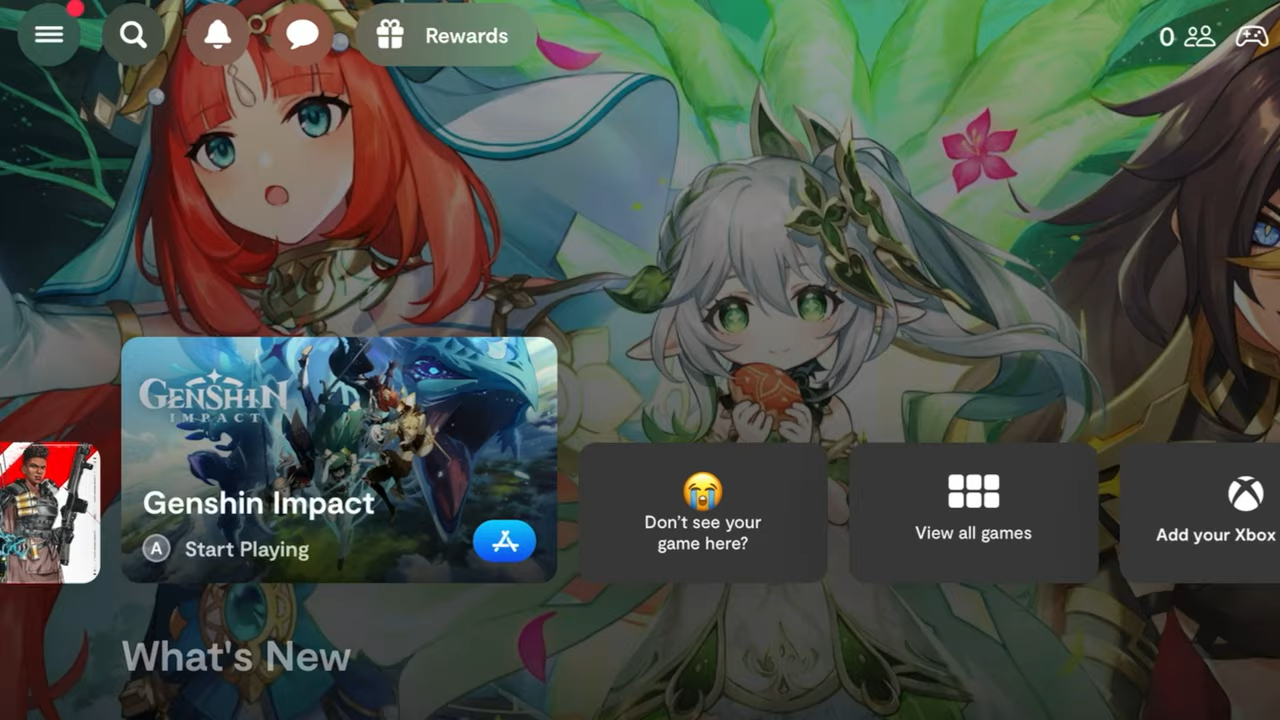 Rewards
0
GENSHIN
IMPACT
Genshin Impact
A Start Playing
Don't see your
game here?
View all games
Add your Xbox
What's New